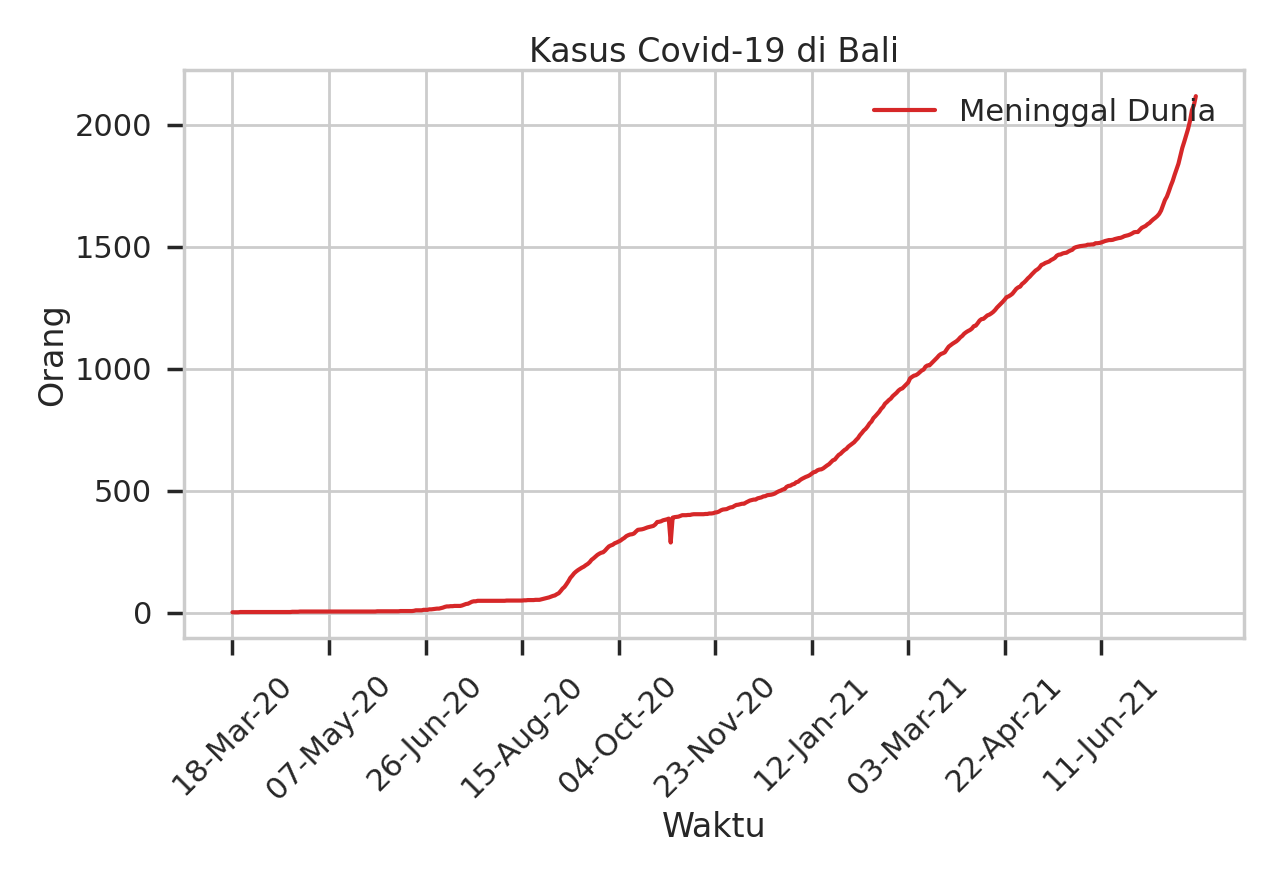 Kasus Covid-19 di Bali
Meninggal Dunia
2000
1500
1000
500
0
Orang
18-Mar-20
07-May-20
26-Jun-20
15-Aug-20
04-Oct-20
23-Nov-20
12-Jan-21
03-Mar-21
22-Apr-21
11-Jun-21
Waktu